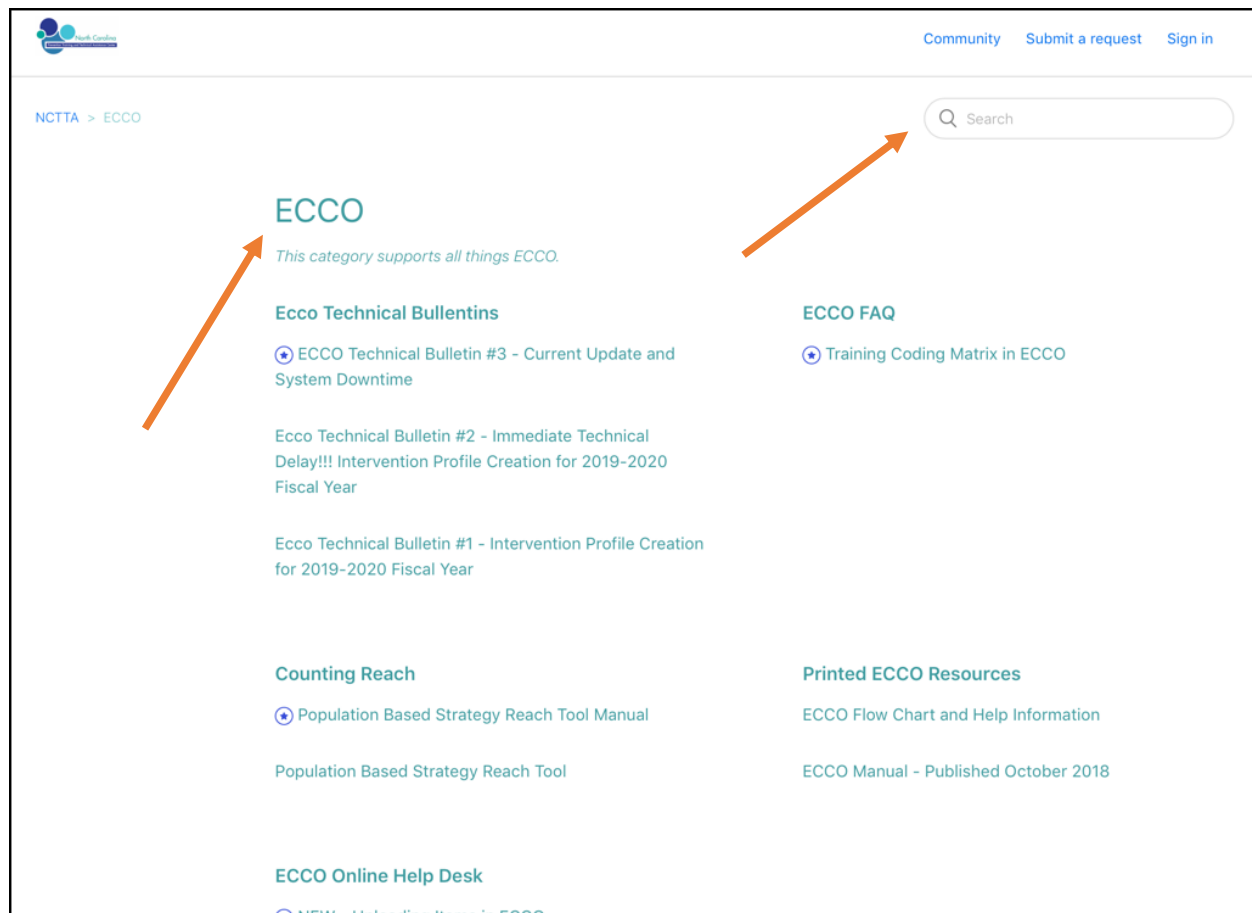 North Carolina
Community Submit a request Sign in
NCTTA > ECCO
Search
ECCO
This category supports all things ECCO.
Ecco Technical Bullentins
ECCO Technical Bulletin #3 - Current Update and
System Downtime
Ecco Technical Bulletin #2 - Immediate Technical
Delay!!! Intervention Profile Creation for 2019-2020
Fiscal Year
Ecco Technical Bulletin #1 - Intervention Profile Creation
for 2019-2020 Fiscal Year
ECCO FAQ
Training Coding Matrix in ECCO
Counting Reach
Population Based Strategy Reach Tool Manual
Population Based Strategy Reach Tool
Printed ECCO Resources
ECCO Flow Chart and Help Information
ECCO Manual - Published October 2018
ECCO Online Help Desk